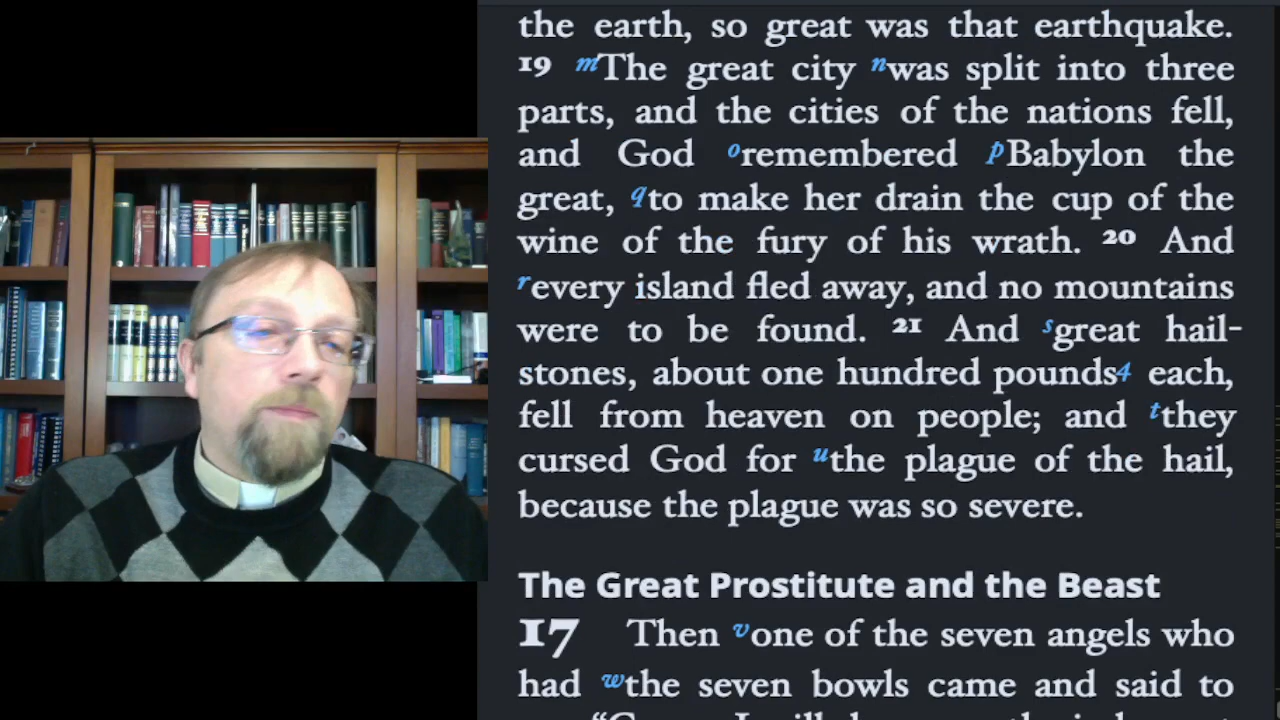 the earth, so great was that earthquake.
19 mThe great city nwas split into three
parts, and the cities of the nations fell,
and God oremembered pBabylon the
great, qto make her drain the cup of the
wine of the fury of his wrath. 20 And
revery island fled away, and no mountains
were to be found. 21 And sgreat hail-
stones, about one hundred pounds4 each,
fell from heaven on people; and tthey
cursed God for uthe plague of the hail,
because the plague was so severe.
The Great Prostitute and the Beast
17 Then vone of the seven angels who
had wthe seven bowls came and said to